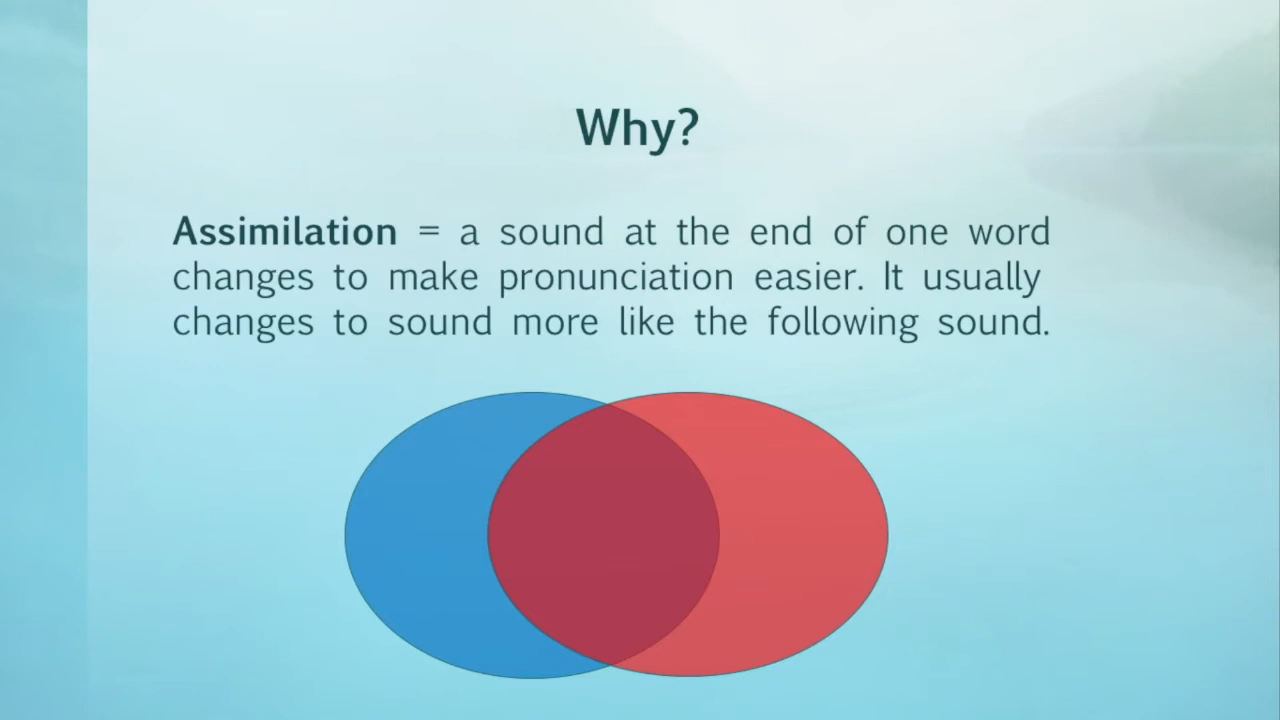 Why?
Assimilation = a sound at the end of one word
changes to make pronunciation easier. It usually
changes to sound more like the following sound.